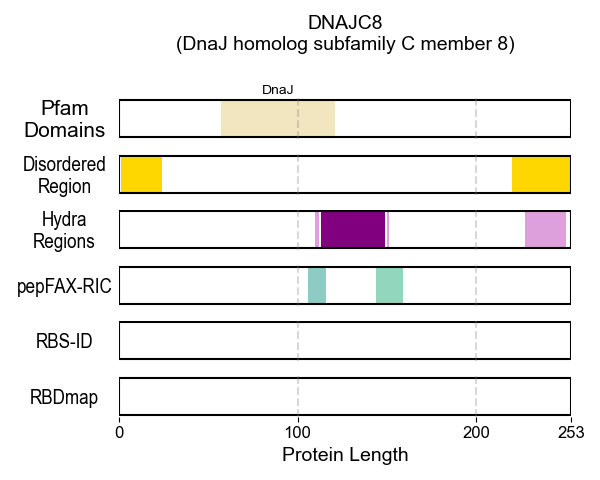 DNAJC8
(DnaJ homolog subfamily C member 8)
DnaJ
Pfam
Domains
Disordered
Region
Hydra
Regions
pepFAX-RIC
RBS-ID
RBDmap
0 100 200 253
Protein Length